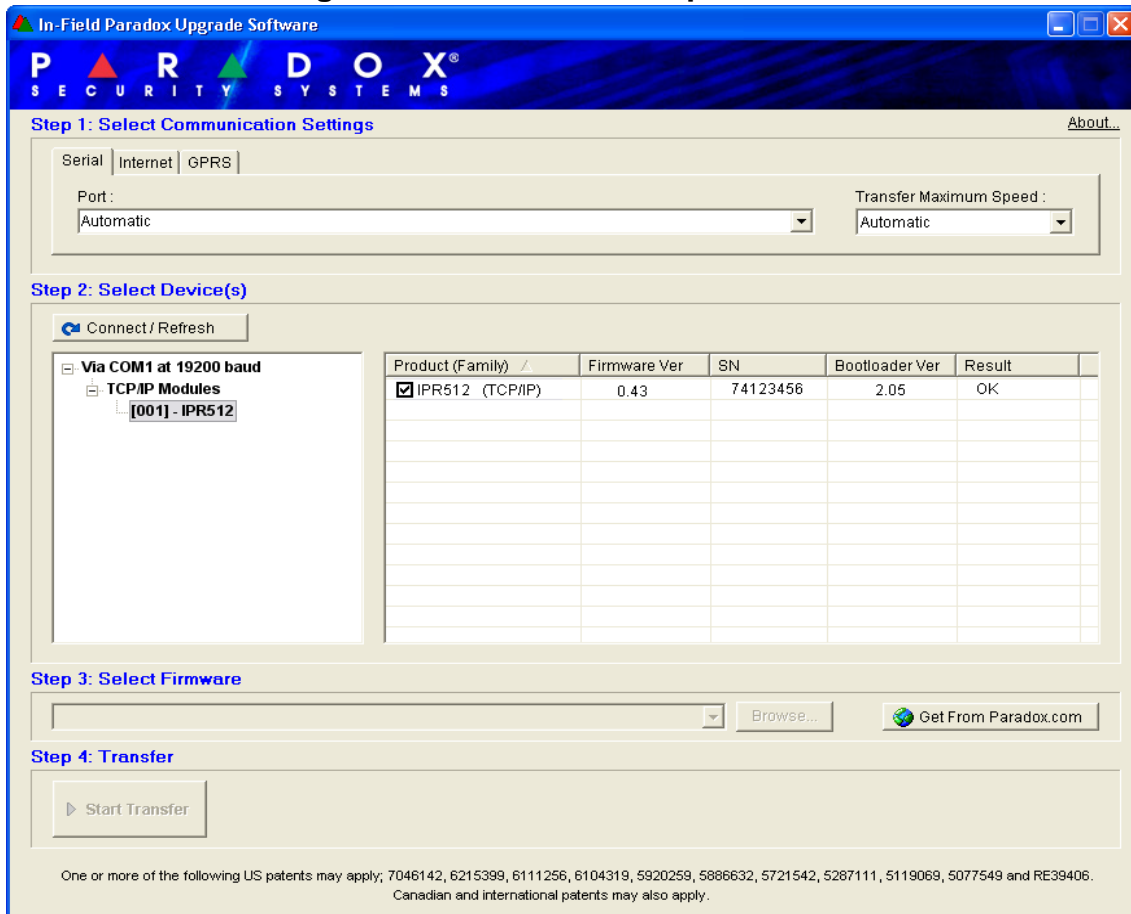 In-Field Paradox Upgrade Software
PARADOX®
SECURITY SYSTEMS
Step 1: Select Communication Settings
About...
Serial Internet GPRS
Port :
Transfer Maximum Speed :
Automatic
Automatic
Step 2: Select Device(s)
Connect / Refresh
Via COM1 at 19200 baud
TCP/IP Modules
[001] - IPR512
Product (Family) Firmware Ver SN Bootloader Ver Result
IPR512 (TCP/IP) 0.43 74123456 2.05 OK
Step 3: Select Firmware
Browse...
Get From Paradox.com
Step 4: Transfer
Start Transfer
One or more of the following US patents may apply; 7046142, 6215399, 6111256, 6104319, 5920259, 5886632, 5721542, 5287111, 5119069, 5077549 and RE39406.
Canadian and international patents may also apply.